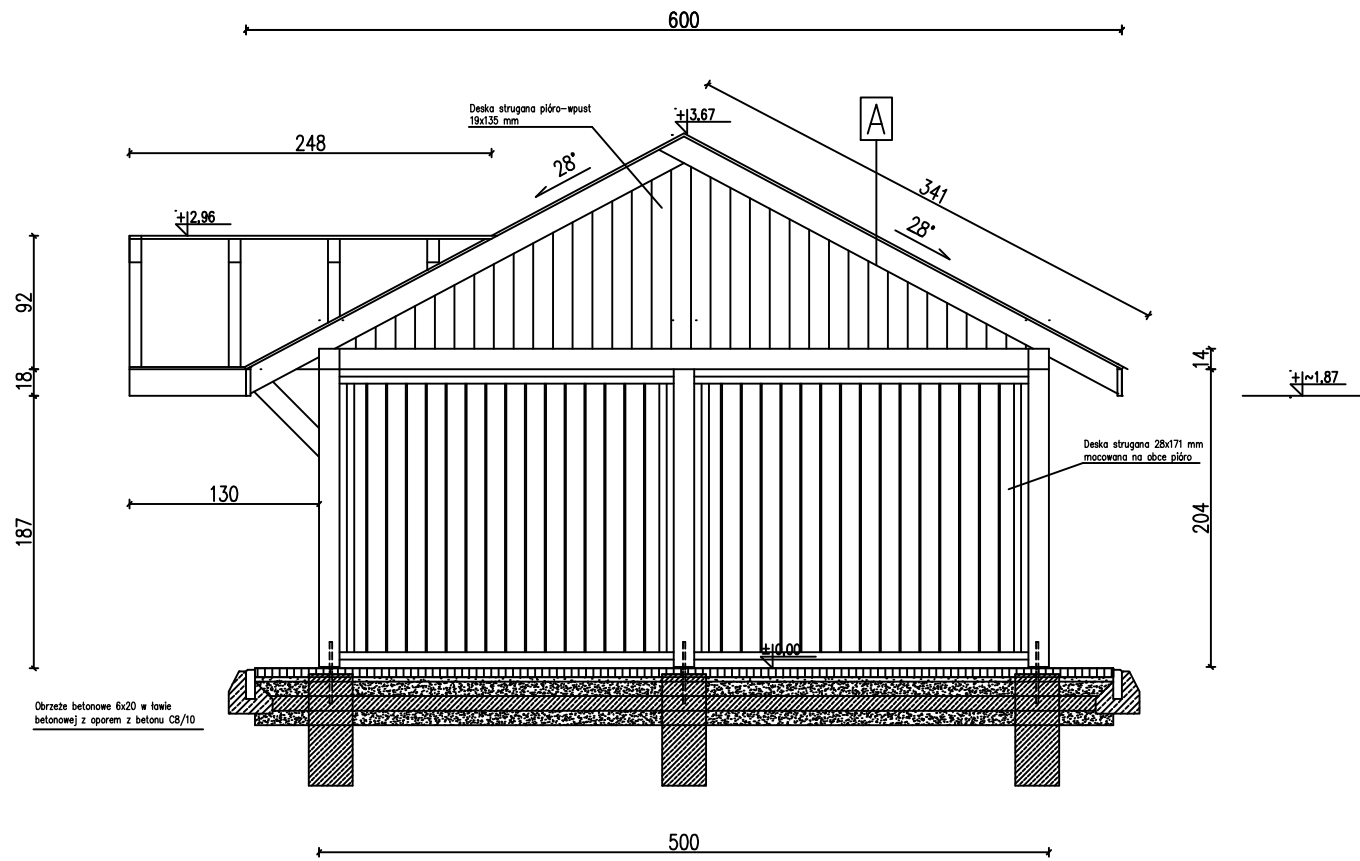 600
Deska strugana pióro-wpust
19x135 mm
+3.67
A
248
28°
341
28°
+2.96
92
18
187
130
14
204
+~1.87
Deska strugana 28x171 mm
mocowana na obce pióro
±0.00
Obrzeże betonowe 6x20 w ławie
betonowej z oporem z betonu C8/10
500